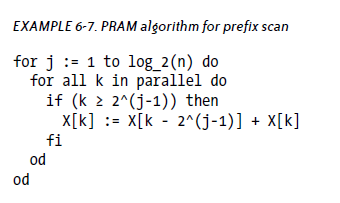 EXAMPLE 6-7. PRAM algorithm for prefix scan
for j := 1 to log_2(n) do
  for all k in parallel do
    if (k ≥ 2^(j-1)) then
      X[k] := X[k - 2^(j-1)] + X[k]
    fi
  od
od